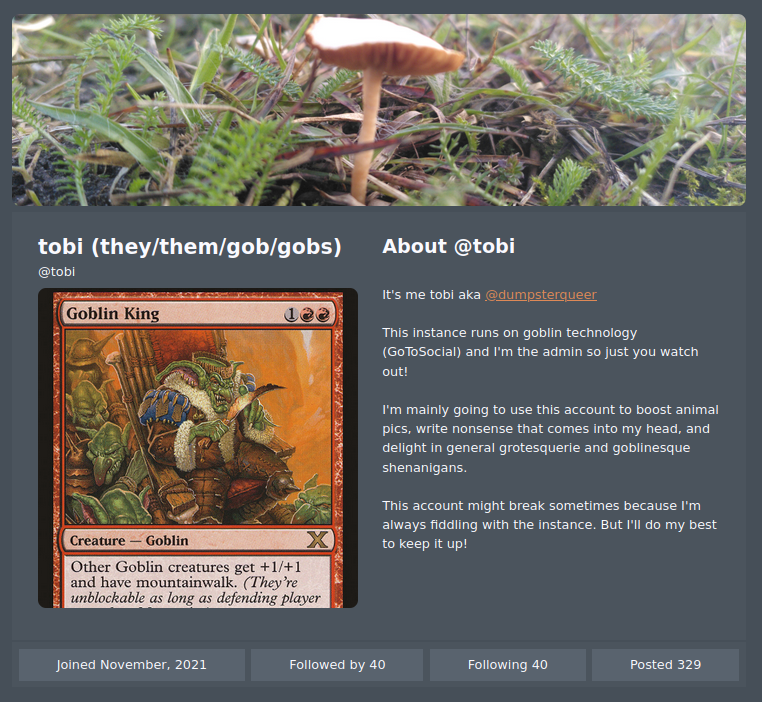 tobi (they/them/gob/gobs)
@tobi
Goblin King 1
Creature — Goblin
Other Goblin creatures get +1/+1
and have mountainwalk. (They're
unblockable as long as defending player
About @tobi
It's me tobi aka @dumpsterqueer
This instance runs on goblin technology
(GoToSocial) and I'm the admin so just you watch
out!
I'm mainly going to use this account to boost animal
pics, write nonsense that comes into my head, and
delight in general grotesquerie and goblinesque
shenanigans.
This account might break sometimes because I'm
always fiddling with the instance. But I'll do my best
to keep it up!
Joined November, 2021
Followed by 40
Following 40
Posted 329